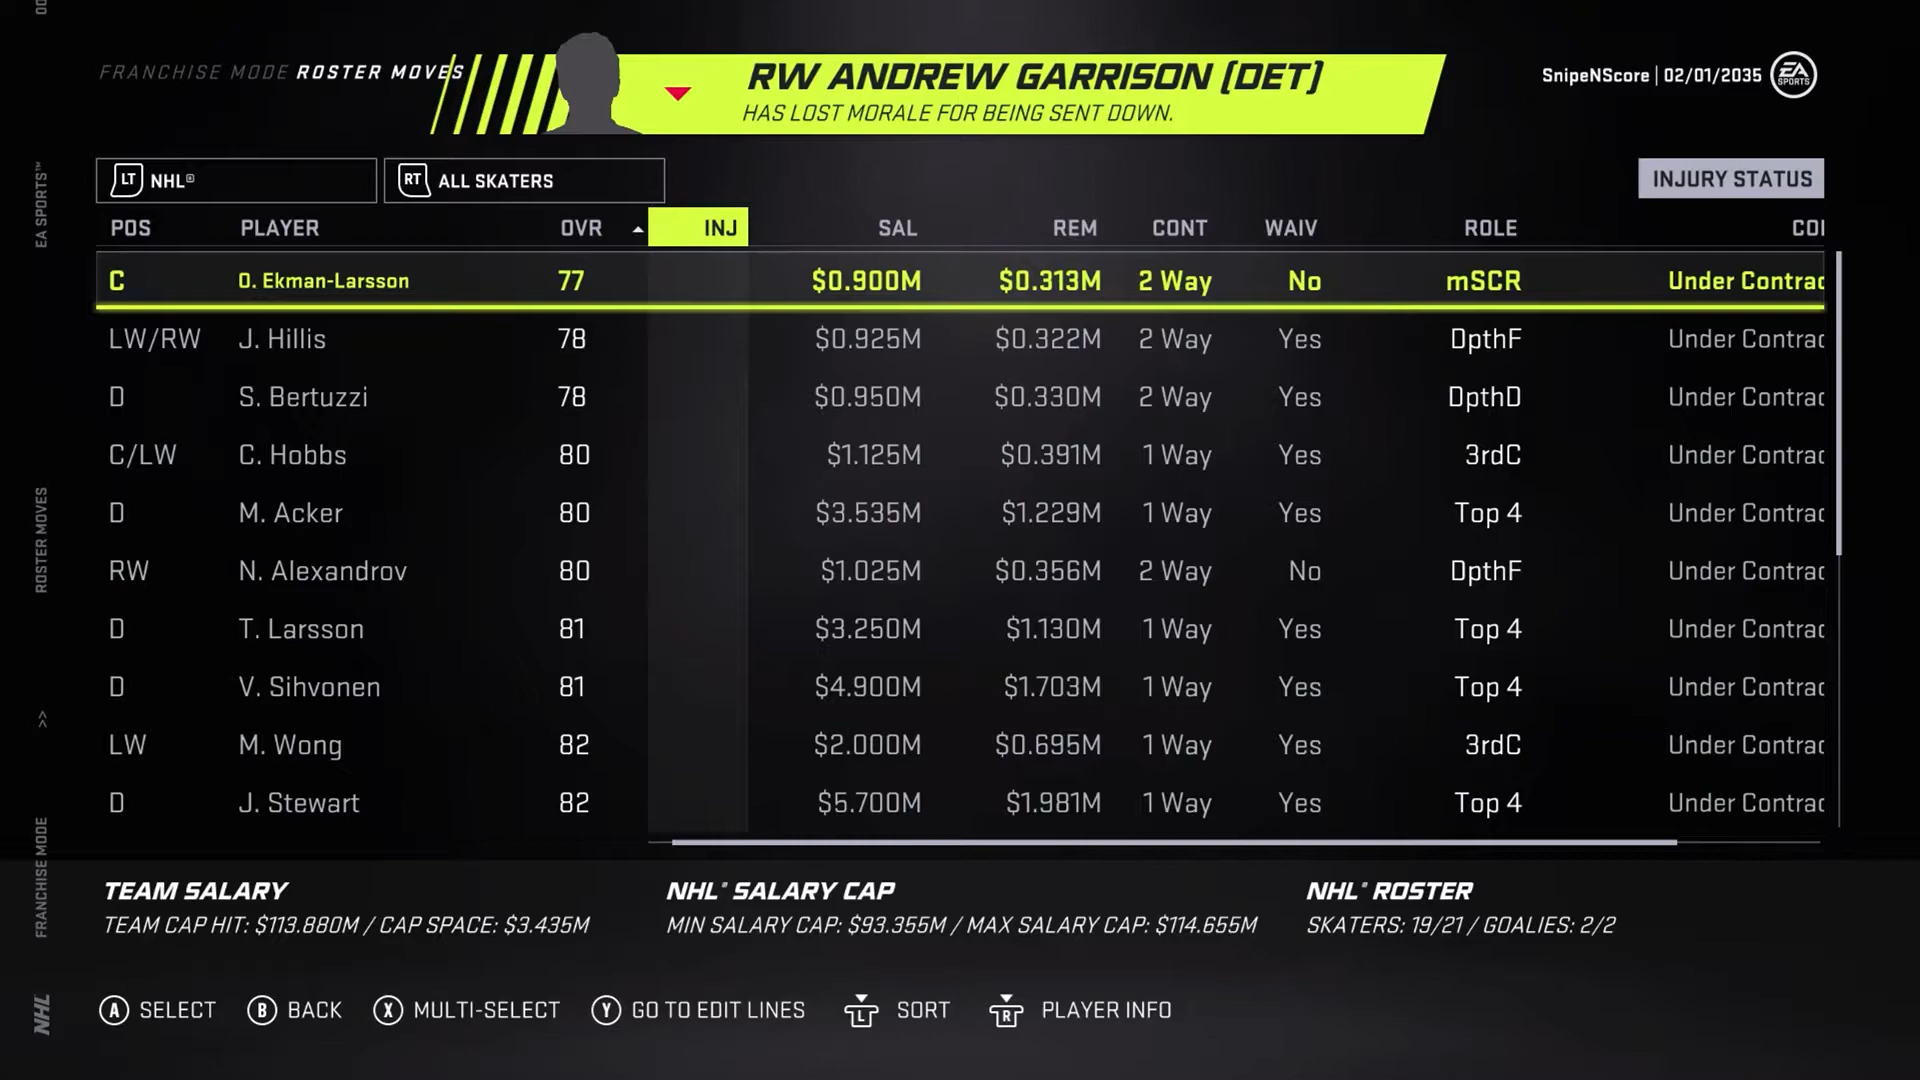 FRANCHISE MODE ROSTER MOVES
RW ANDREW GARRISON (DET)
HAS LOST MORALE FOR BEING SENT DOWN.
SnipeNScore | 02/01/2035
EA SPORTS
LT NHL®
RT ALL SKATERS
INJURY STATUS
POS PLAYER OVR INJ SAL REM CONT WAIV ROLE CO
C O. Ekman-Larsson 77 $0.900M $0.313M 2 Way No mSCR Under Contrac
LW/RW J. Hillis 78 $0.925M $0.322M 2 Way Yes DpthF Under Contrac
D S. Bertuzzi 78 $0.950M $0.330M 2 Way Yes DpthD Under Contrac
C/LW C. Hobbs 80 $1.125M $0.391M 1 Way Yes 3rdC Under Contrac
D M. Acker 80 $3.535M $1.229M 1 Way Yes Top 4 Under Contrac
RW N. Alexandrov 80 $1.025M $0.356M 2 Way No DpthF Under Contrac
D T. Larsson 81 $3.250M $1.130M 1 Way Yes Top 4 Under Contrac
D V. Sihvonen 81 $4.900M $1.703M 1 Way Yes Top 4 Under Contrac
LW M. Wong 82 $2.000M $0.695M 1 Way Yes 3rdC Under Contrac
D J. Stewart 82 $5.700M $1.981M 1 Way Yes Top 4 Under Contrac
TEAM SALARY
TEAM CAP HIT: $113.880M / CAP SPACE: $3.435M
NHL® SALARY CAP
MIN SALARY CAP: $93.355M / MAX SALARY CAP: $114.655M
NHL® ROSTER
SKATERS: 19/21 / GOALIES: 2/2
A SELECT B BACK X MULTI-SELECT Y GO TO EDIT LINES L SORT R PLAYER INFO
NHL FRANCHISE MODE >> ROSTER MOVES EA SPORTS™